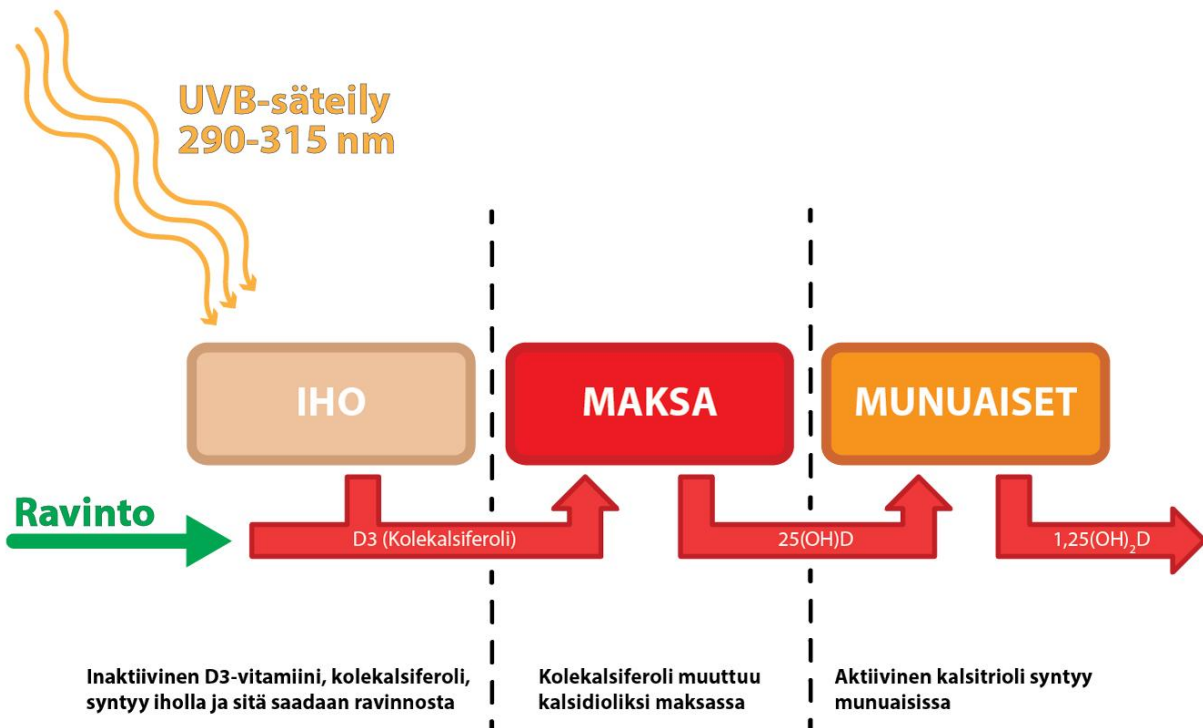 UVB-säteily
290-315 nm
IHO
MAKSA
MUNUAISET
Ravinto
D3 (Kolekalsiferoli)
25(OH)D
1,25(OH)₂D
Inaktiivinen D3-vitamiini, kolekalsiferoli,
syntyy iholla ja sitä saadaan ravinnosta
Kolekalsiferoli muuttuu
kalsidioliksi maksassa
Aktiivinen kalsitrioli syntyy
munuaisissa